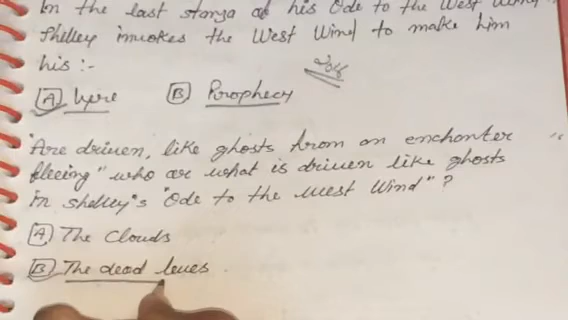 In the last stanza of his Ode to the West Wind
Shelley invokes the West Wind to make him
his :-
A Lyre B Prophecy
"Are driven, like ghosts from an enchanter
fleeing" who or what is driven like ghosts
in Shelley's "Ode to the West Wind"?
A The Clouds
B The dead leues